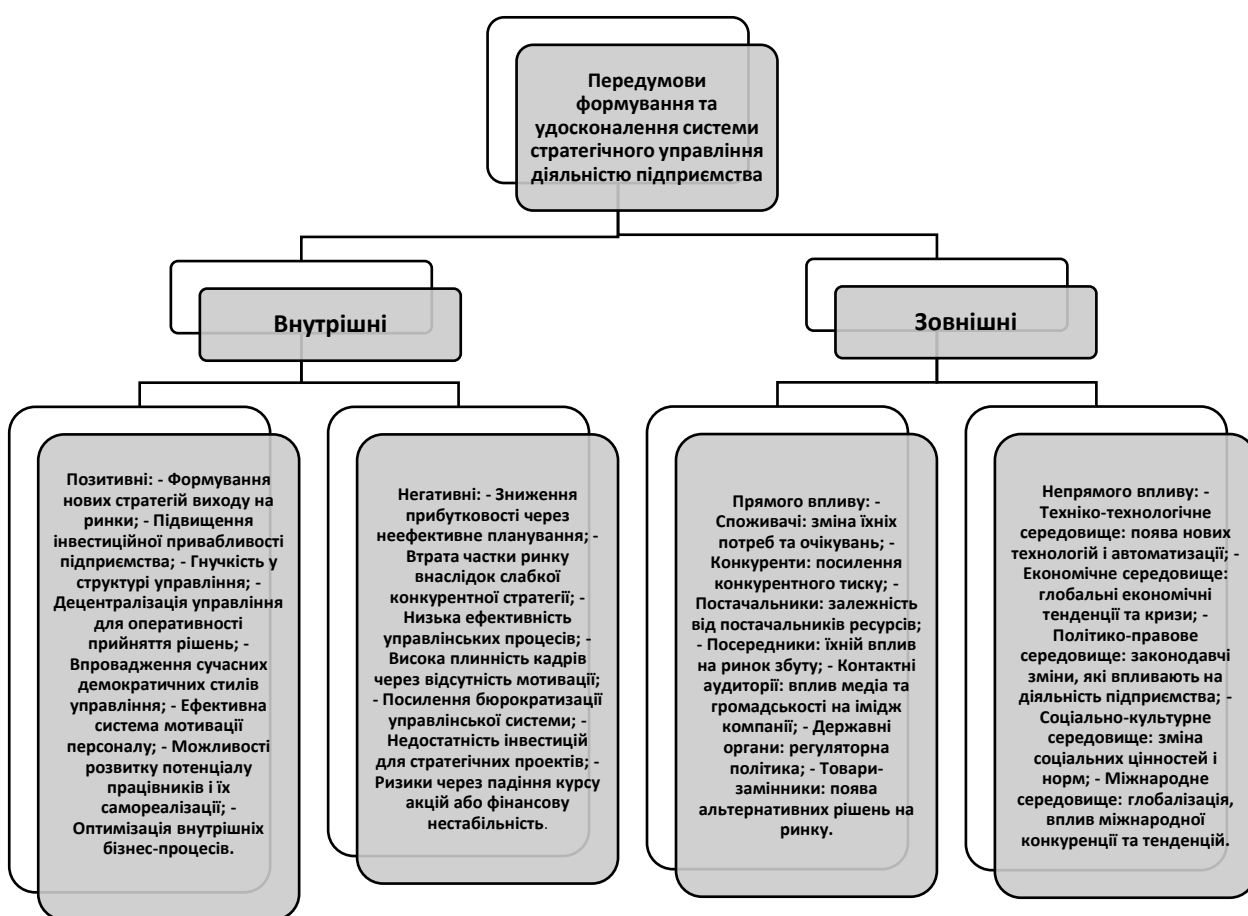 Передумови
формування та
удосконалення системи
стратегічного управління
діяльністю підприємства
Внутрішні
Зовнішні
Позитивні: - Формування
нових стратегій виходу на
ринки; - Підвищення
інвестиційної привабливості
підприємства; - Гнучкість у
структурі управління; -
Децентралізація управління
для оперативності
прийняття рішень; -
Впровадження сучасних
демократичних стилів
управління; - Ефективна
система мотивації
персоналу; - Можливості
розвитку потенціалу
працівників і їх
самореалізації; -
Оптимізація внутрішніх
бізнес-процесів.
Негативні: - Зниження
прибутковості через
неефективне планування; -
Втрата частки ринку
внаслідок слабкої
конкурентної стратегії; -
Низька ефективність
управлінських процесів; -
Висока плинність кадрів
через відсутність мотивації;
- Посилення бюрократизації
управлінської системи; -
Недостатність інвестицій
для стратегічних проектів; -
Ризики через падіння курсу
акцій або фінансову
нестабільність.
Прямого впливу: -
Споживачі: зміна їхніх
потреб та очікувань; -
Конкуренти: посилення
конкурентного тиску; -
Постачальники: залежність
від постачальників ресурсів;
- Посередники: їхній вплив
на ринок збуту; - Контактні
аудиторії: вплив медіа та
громадськості на імідж
компанії; - Державні
органи: регуляторна
політика; - Товари-
замінники: поява
альтернативних рішень на
ринку.
Непрямого впливу: -
Техніко-технологічне
середовище: поява нових
технологій і автоматизації; -
Економічне середовище:
глобальні економічні
тенденції та кризи; -
Політико-правове
середовище: законодавчі
зміни, які впливають на
діяльність підприємства; -
Соціально-культурне
середовище: зміна
соціальних цінностей і
норм; - Міжнародне
середовище: глобалізація,
вплив міжнародної
конкуренції та тенденцій.